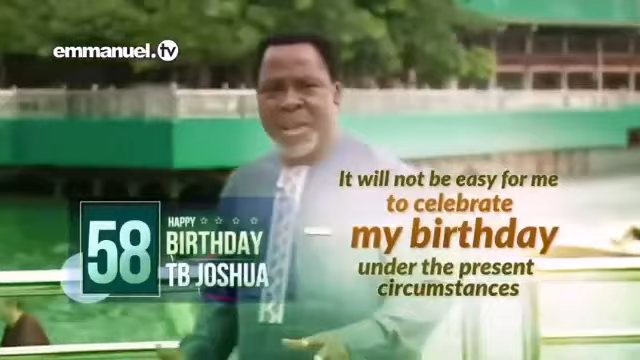 emmanuel.tv
It will not be easy for me
to celebrate
my birthday
under the present
circumstances
58
HAPPY
BIRTHDAY
TB JOSHUA